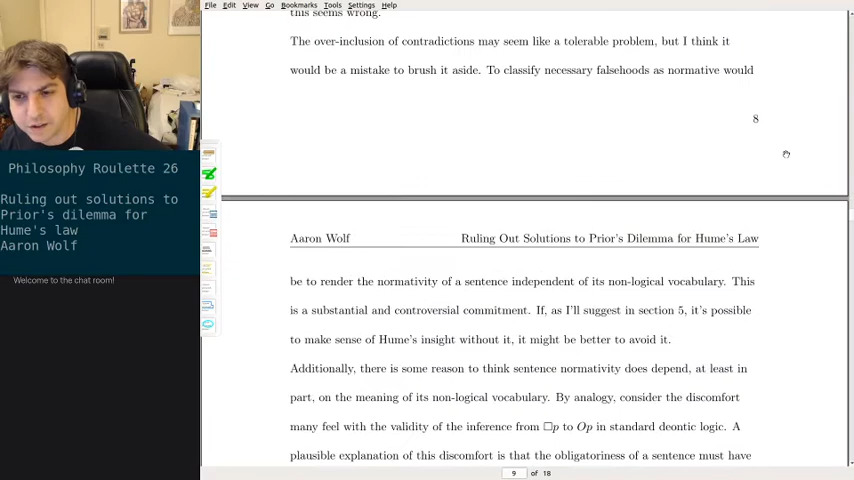 File Edit View Go Bookmarks Tools Settings Help
this seems wrong.
The over-inclusion of contradictions may seem like a tolerable problem, but I think it
would be a mistake to brush it aside. To classify necessary falsehoods as normative would
8
Philosophy Roulette 26
Ruling out solutions to
Prior's dilemma for
Hume's law
Aaron Wolf
Welcome to the chat room!
Aaron Wolf Ruling Out Solutions to Prior's Dilemma for Hume's Law
be to render the normativity of a sentence independent of its non-logical vocabulary. This
is a substantial and controversial commitment. If, as I'll suggest in section 5, it's possible
to make sense of Hume's insight without it, it might be better to avoid it.
Additionally, there is some reason to think sentence normativity does depend, at least in
part, on the meaning of its non-logical vocabulary. By analogy, consider the discomfort
many feel with the validity of the inference from □p to Op in standard deontic logic. A
plausible explanation of this discomfort is that the obligatoriness of a sentence must have
9 of 18